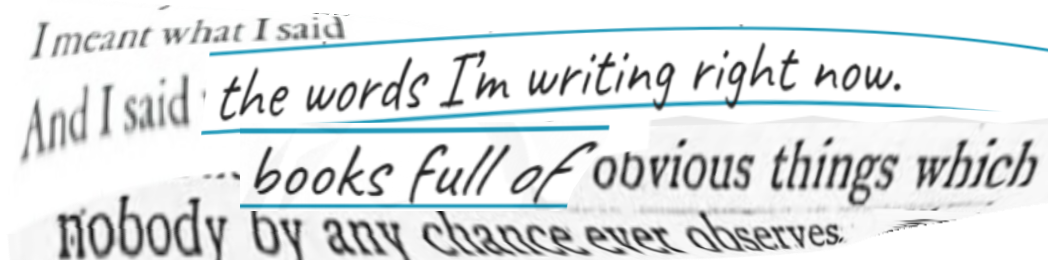 I meant what I said
And I said the words I'm writing right now.
books full of obvious things which
nobody by any chance ever observes.